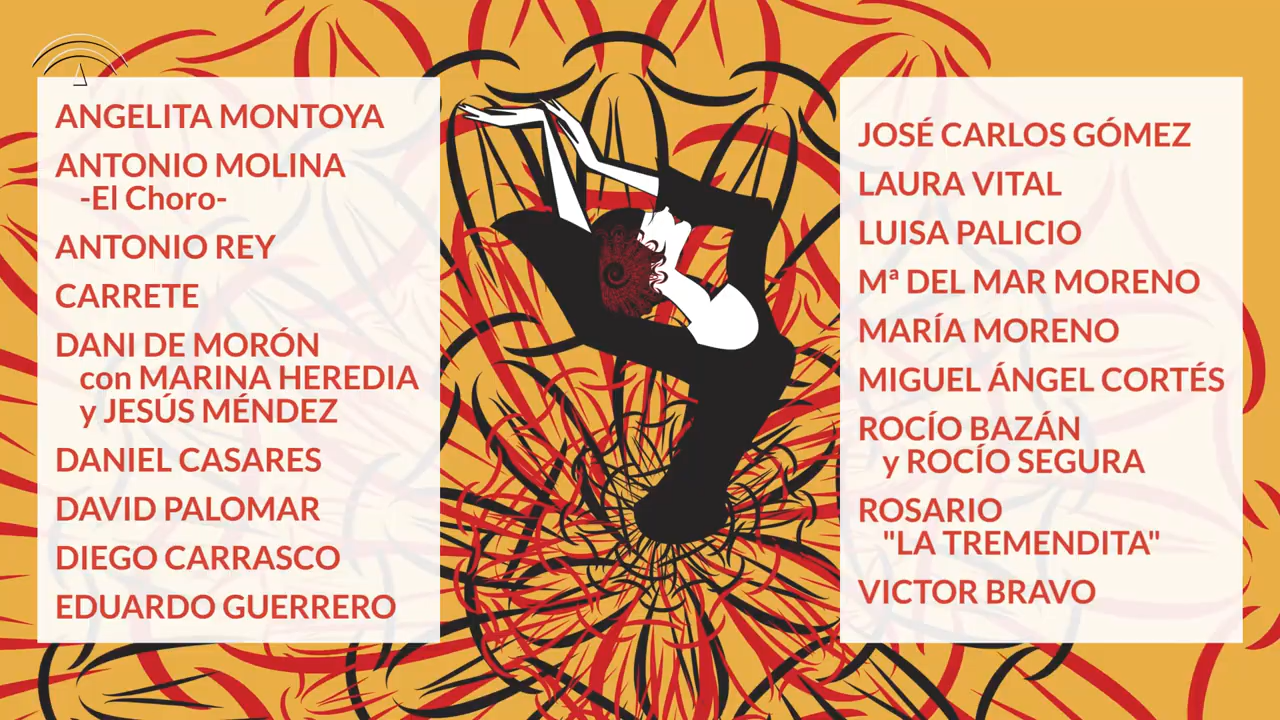 ANGELITA MONTOYA
ANTONIO MOLINA
-El Choro-
ANTONIO REY
CARRETE
DANI DE MORÓN
con MARINA HEREDIA
y JESÚS MÉNDEZ
DANIEL CASARES
DAVID PALOMAR
DIEGO CARRASCO
EDUARDO GUERRERO
JOSÉ CARLOS GÓMEZ
LAURA VITAL
LUISA PALICIO
Mª DEL MAR MORENO
MARÍA MORENO
MIGUEL ÁNGEL CORTÉS
ROCÍO BAZÁN
y ROCÍO SEGURA
ROSARIO
"LA TREMENDITA"
VICTOR BRAVO